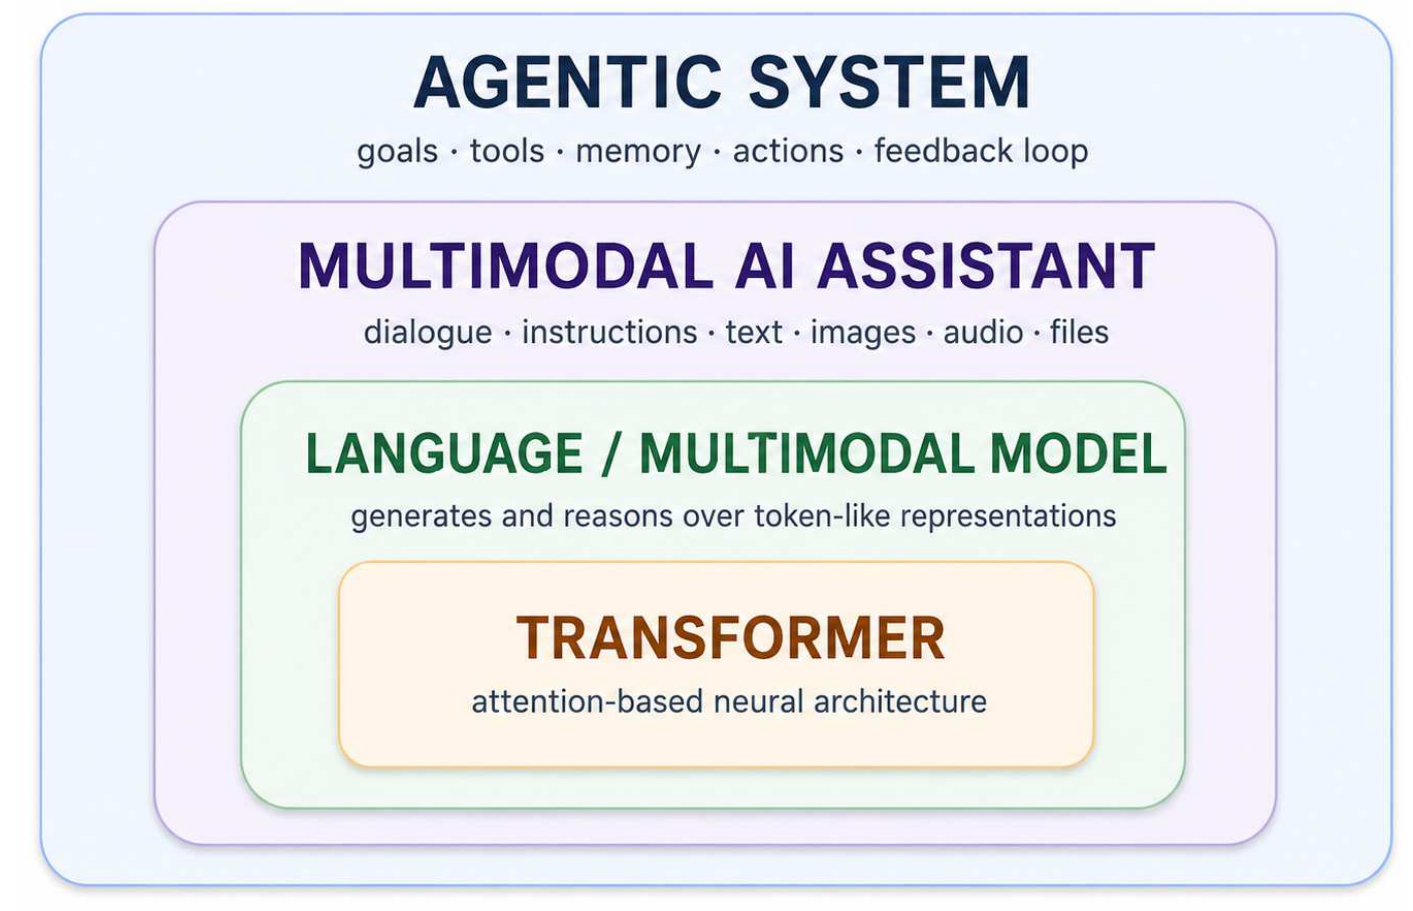 AGENTIC SYSTEM
goals · tools · memory · actions · feedback loop
MULTIMODAL AI ASSISTANT
dialogue · instructions · text · images · audio · files
LANGUAGE / MULTIMODAL MODEL
generates and reasons over token-like representations
TRANSFORMER
attention-based neural architecture